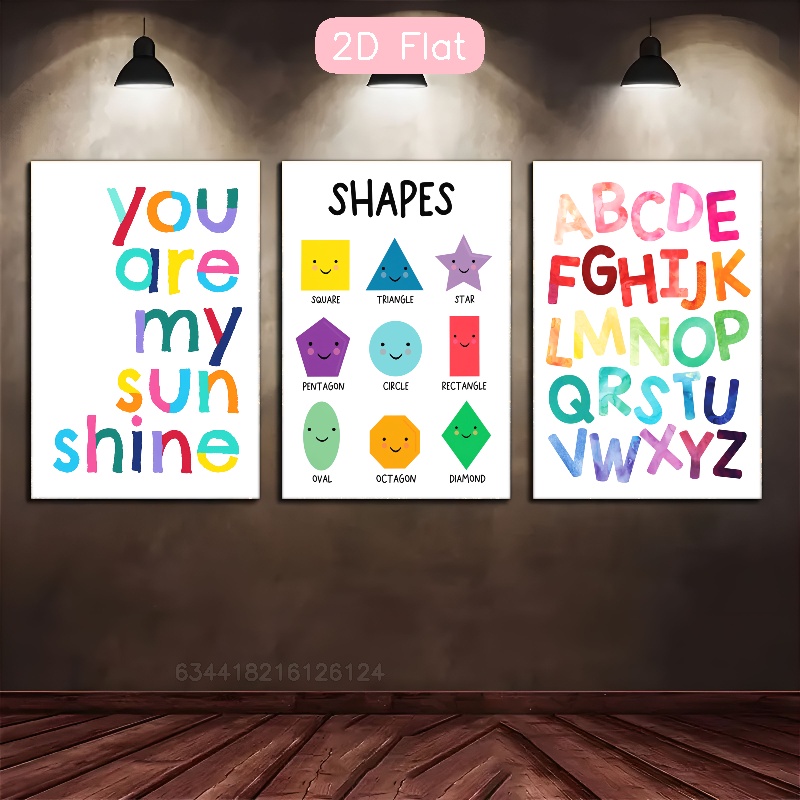 2D Flat
you
are
my
sun
shine
SHAPES
SQUARE TRIANGLE STAR
PENTAGON CIRCLE RECTANGLE
OVAL OCTAGON DIAMOND
ABCDE
FGHIJK
LMNOP
QRSTU
VWXYZ
634418216126124